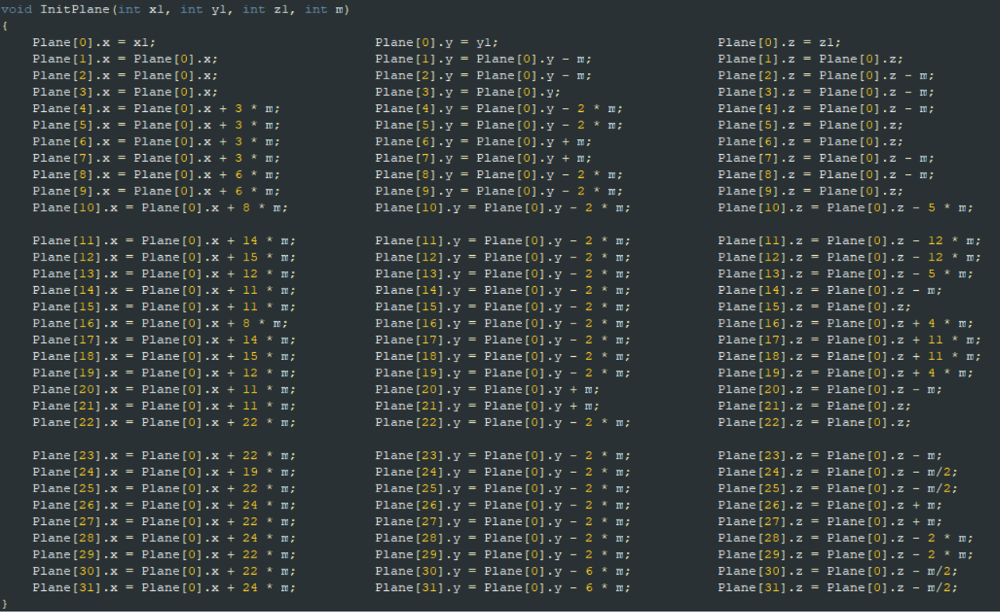 void InitPlane(int x1, int y1, int z1, int m)
{
    Plane[0].x = x1;    Plane[0].y = y1;    Plane[0].z = z1;
    Plane[1].x = Plane[0].x;    Plane[1].y = Plane[0].y - m;    Plane[1].z = Plane[0].z;
    Plane[2].x = Plane[0].x;    Plane[2].y = Plane[0].y - m;    Plane[2].z = Plane[0].z - m;
    Plane[3].x = Plane[0].x;    Plane[3].y = Plane[0].y;    Plane[3].z = Plane[0].z - m;
    Plane[4].x = Plane[0].x + 3 * m;    Plane[4].y = Plane[0].y - 2 * m;    Plane[4].z = Plane[0].z - m;
    Plane[5].x = Plane[0].x + 3 * m;    Plane[5].y = Plane[0].y - 2 * m;    Plane[5].z = Plane[0].z;
    Plane[6].x = Plane[0].x + 3 * m;    Plane[6].y = Plane[0].y + m;    Plane[6].z = Plane[0].z;
    Plane[7].x = Plane[0].x + 3 * m;    Plane[7].y = Plane[0].y + m;    Plane[7].z = Plane[0].z - m;
    Plane[8].x = Plane[0].x + 6 * m;    Plane[8].y = Plane[0].y - 2 * m;    Plane[8].z = Plane[0].z - m;
    Plane[9].x = Plane[0].x + 6 * m;    Plane[9].y = Plane[0].y - 2 * m;    Plane[9].z = Plane[0].z;
    Plane[10].x = Plane[0].x + 8 * m;    Plane[10].y = Plane[0].y - 2 * m;    Plane[10].z = Plane[0].z - 5 * m;
    Plane[11].x = Plane[0].x + 14 * m;    Plane[11].y = Plane[0].y - 2 * m;    Plane[11].z = Plane[0].z - 12 * m;
    Plane[12].x = Plane[0].x + 15 * m;    Plane[12].y = Plane[0].y - 2 * m;    Plane[12].z = Plane[0].z - 12 * m;
    Plane[13].x = Plane[0].x + 12 * m;    Plane[13].y = Plane[0].y - 2 * m;    Plane[13].z = Plane[0].z - 5 * m;
    Plane[14].x = Plane[0].x + 11 * m;    Plane[14].y = Plane[0].y - 2 * m;    Plane[14].z = Plane[0].z - m;
    Plane[15].x = Plane[0].x + 11 * m;    Plane[15].y = Plane[0].y - 2 * m;    Plane[15].z = Plane[0].z;
    Plane[16].x = Plane[0].x + 8 * m;    Plane[16].y = Plane[0].y - 2 * m;    Plane[16].z = Plane[0].z + 4 * m;
    Plane[17].x = Plane[0].x + 14 * m;    Plane[17].y = Plane[0].y - 2 * m;    Plane[17].z = Plane[0].z + 11 * m;
    Plane[18].x = Plane[0].x + 15 * m;    Plane[18].y = Plane[0].y - 2 * m;    Plane[18].z = Plane[0].z + 11 * m;
    Plane[19].x = Plane[0].x + 12 * m;    Plane[19].y = Plane[0].y - 2 * m;    Plane[19].z = Plane[0].z + 4 * m;
    Plane[20].x = Plane[0].x + 11 * m;    Plane[20].y = Plane[0].y + m;    Plane[20].z = Plane[0].z - m;
    Plane[21].x = Plane[0].x + 11 * m;    Plane[21].y = Plane[0].y + m;    Plane[21].z = Plane[0].z;
    Plane[22].x = Plane[0].x + 22 * m;    Plane[22].y = Plane[0].y - 2 * m;    Plane[22].z = Plane[0].z;
    Plane[23].x = Plane[0].x + 22 * m;    Plane[23].y = Plane[0].y - 2 * m;    Plane[23].z = Plane[0].z - m;
    Plane[24].x = Plane[0].x + 19 * m;    Plane[24].y = Plane[0].y - 2 * m;    Plane[24].z = Plane[0].z - m/2;
    Plane[25].x = Plane[0].x + 22 * m;    Plane[25].y = Plane[0].y - 2 * m;    Plane[25].z = Plane[0].z - m/2;
    Plane[26].x = Plane[0].x + 24 * m;    Plane[26].y = Plane[0].y - 2 * m;    Plane[26].z = Plane[0].z + m;
    Plane[27].x = Plane[0].x + 22 * m;    Plane[27].y = Plane[0].y - 2 * m;    Plane[27].z = Plane[0].z + m;
    Plane[28].x = Plane[0].x + 24 * m;    Plane[28].y = Plane[0].y - 2 * m;    Plane[28].z = Plane[0].z - 2 * m;
    Plane[29].x = Plane[0].x + 22 * m;    Plane[29].y = Plane[0].y - 2 * m;    Plane[29].z = Plane[0].z - 2 * m;
    Plane[30].x = Plane[0].x + 22 * m;    Plane[30].y = Plane[0].y - 6 * m;    Plane[30].z = Plane[0].z - m/2;
    Plane[31].x = Plane[0].x + 24 * m;    Plane[31].y = Plane[0].y - 6 * m;    Plane[31].z = Plane[0].z - m/2;
}